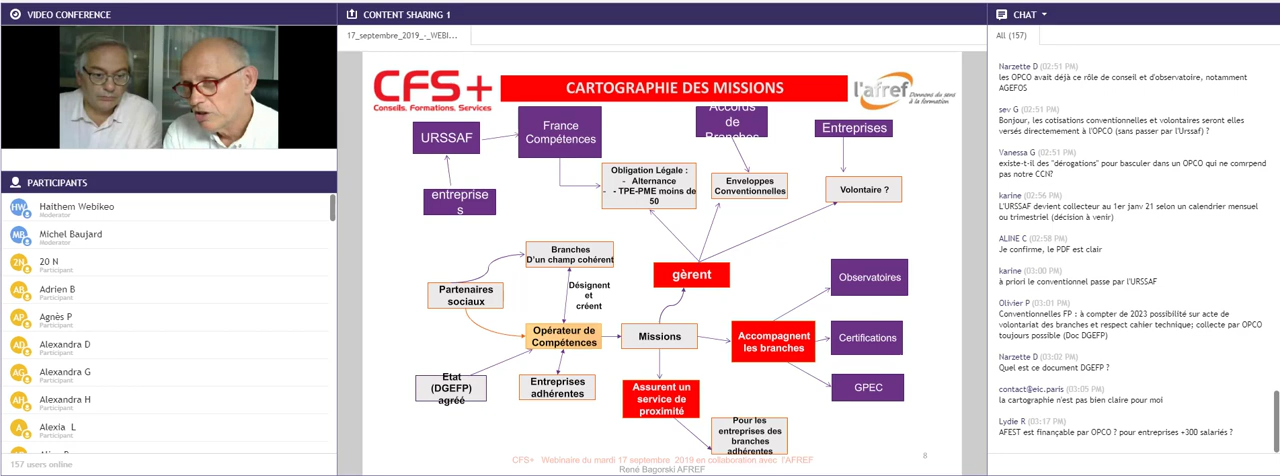 VIDEO CONFERENCE
PARTICIPANTS
HW
Haithem Webikeo
Moderator
MB
Michel Baujard
Moderator
ZN
20 N
Participant
AB
Adrien B
Participant
AP
Agnès P
Participant
AD
Alexandra D
Participant
AG
Alexandra G
Participant
AH
Alexandra H
Participant
AL
Alexia L
Participant
157 users online
CONTENT SHARING 1
17_septembre_2019_-_WEBI...
CFS+
Conseils, Formations, Services
CARTOGRAPHIE DES MISSIONS
l'afref
Donnons du sens
à la formation
URSSAF
France
Compétences
Accords
de
Branches
Entreprises
entreprise
s
Obligation Légale :
- Alternance
- - TPE-PME moins de
50
Enveloppes
Conventionnelles
Volontaire ?
Branches
D'un champ cohérent
gèrent
Observatoires
Partenaires
sociaux
Désignent
et
créent
Opérateur de
Compétences
Missions
Accompagnent
les branches
Certifications
Etat
(DGEFP)
agréé
Entreprises
adhérentes
Assurent un
service de
proximité
GPEC
Pour les
entreprises des
branches
adhérentes
CFS+ Webinaire du mardi 17 septembre 2019 en collaboration avec l'AFREF
René Bagorski AFREF
8
CHAT
All (157)
Narzette D (02:51 PM)
les OPCO avait déjà ce rôle de conseil et d'observatoire, notamment
AGEFOS
sev G (02:51 PM)
Bonjour, les cotisations conventionnelles et volontaires seront elles
versés directement à l'OPCO (sans passer par l'Urssaf) ?
Vanessa G (02:51 PM)
existe-t-il des "dérogations" pour basculer dans un OPCO qui ne comrpend
pas notre CCN?
karine (02:56 PM)
L'URSSAF devient collecteur au 1er janv 21 selon un calendrier mensuel
ou trimestriel (décision à venir)
ALINE C (02:58 PM)
Je confirme, le PDF est clair
karine (03:00 PM)
à priori le conventionnel passe par l'URSSAF
Olivier P (03:01 PM)
Conventionnelles FP : à compter de 2023 possibilité sur acte de
volontariat des branches et respect cahier technique; collecte par OPCO
toujours possible (Doc DGEFP)
Narzette D (03:02 PM)
Quel est ce document DGEFP ?
contact@eic.paris (03:05 PM)
la cartographie n'est pas bien claire pour moi
Lydie R (03:17 PM)
AFEST est finançable par OPCO ? pour entreprises +300 salariés ?